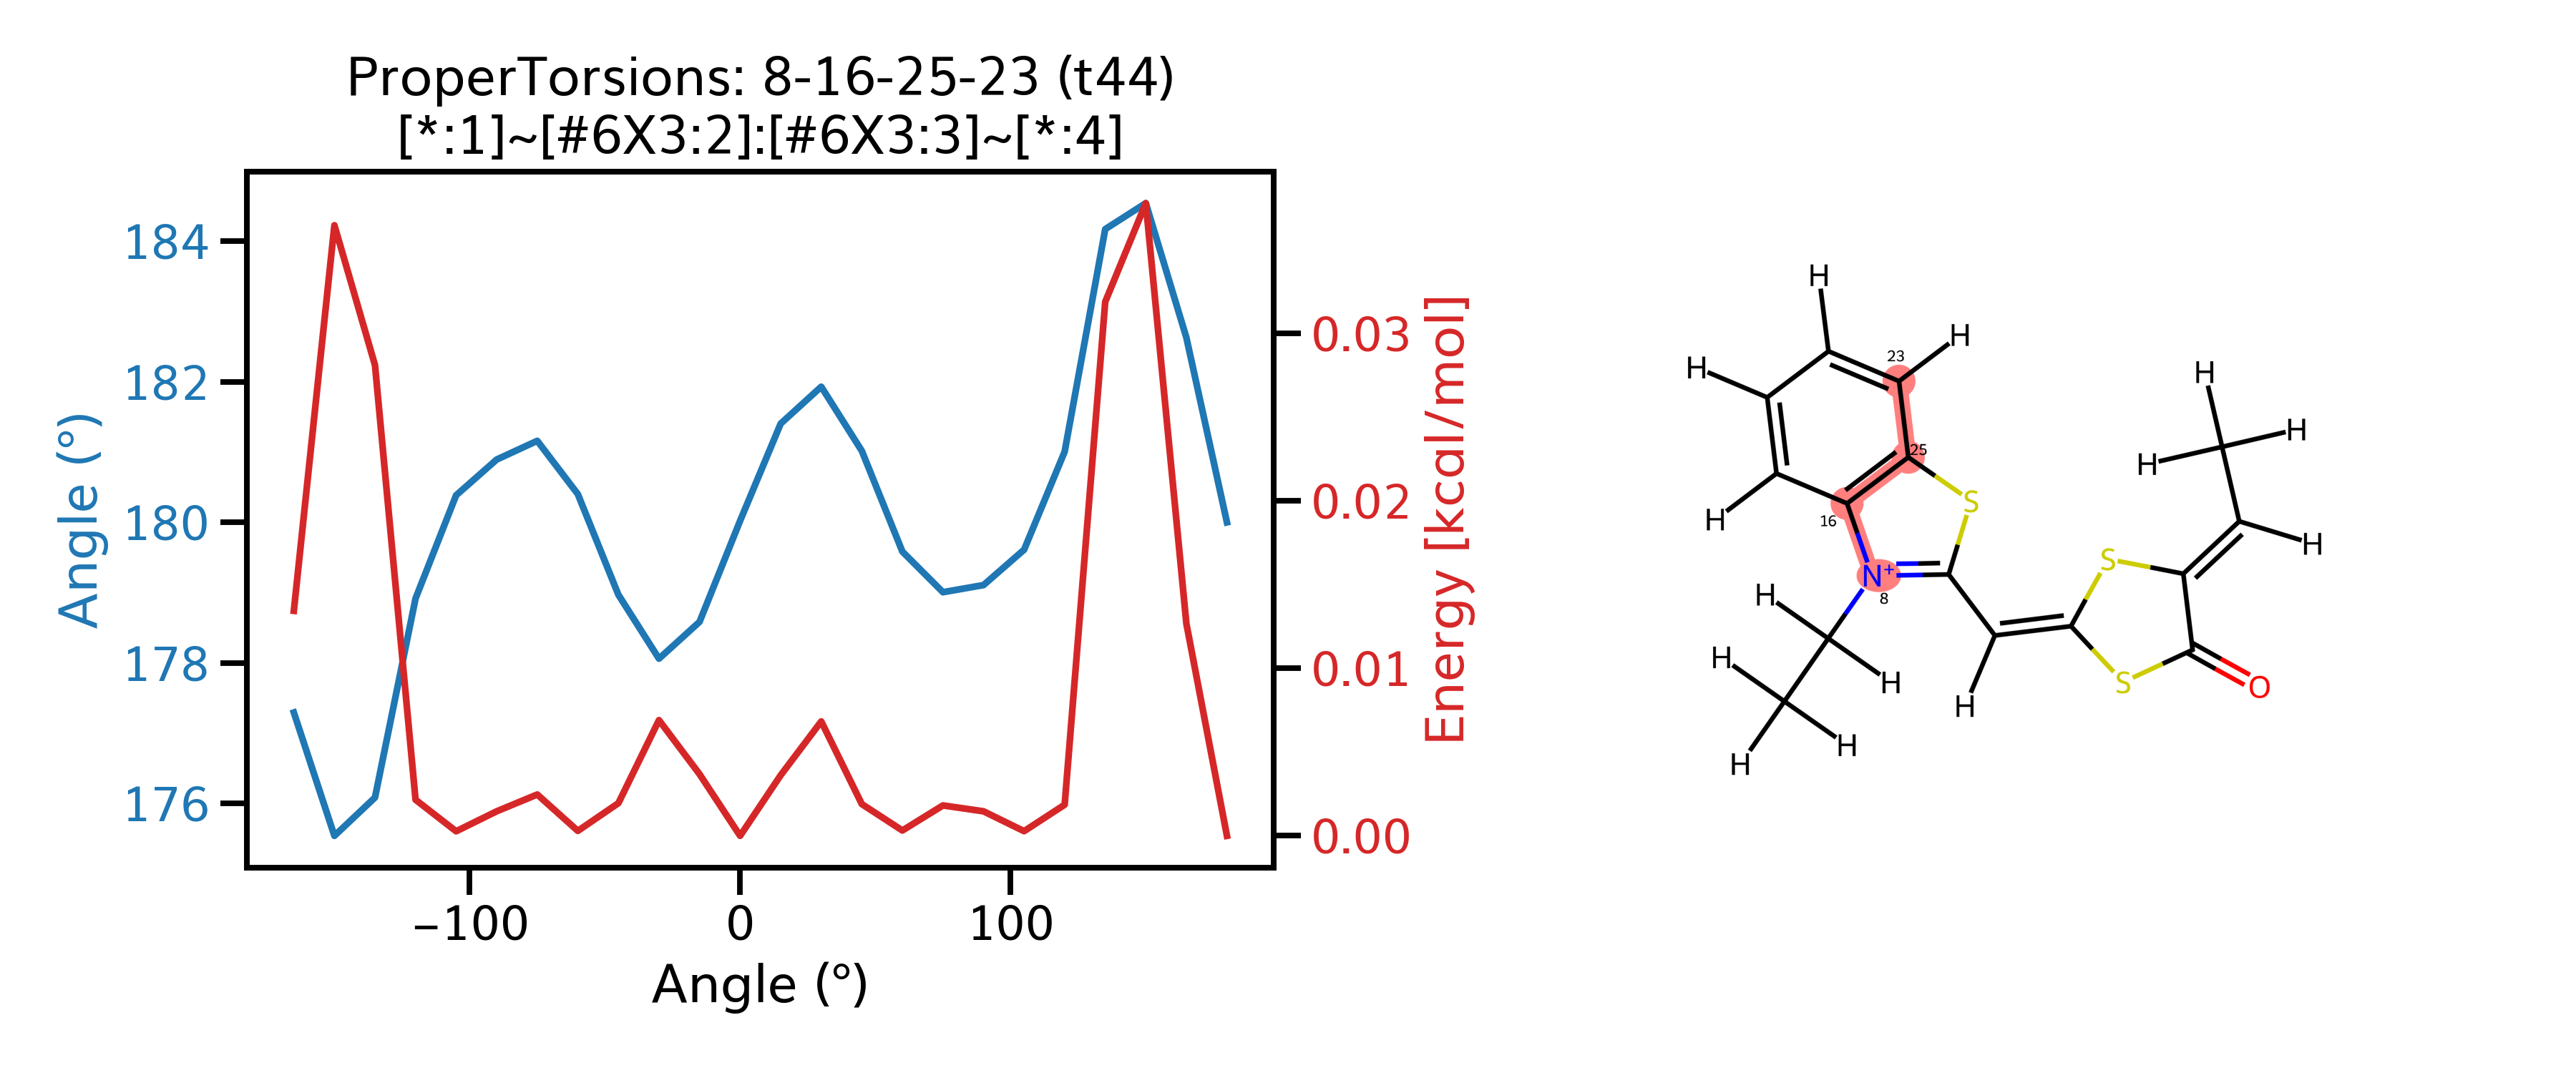 ProperTorsions: 8-16-25-23 (t44)
[*:1]~[#6X3:2]:[#6X3:3]~[*:4]
184
182
180
178
176
Angle (°)
0.03
0.02
0.01
0.00
Energy [kcal/mol]
−100
0
100
Angle (°)
H
H
H
23
25
H
16
S
N⁺
8
H
H
H
H
H
H
H
S
S
O
H
H
H
H